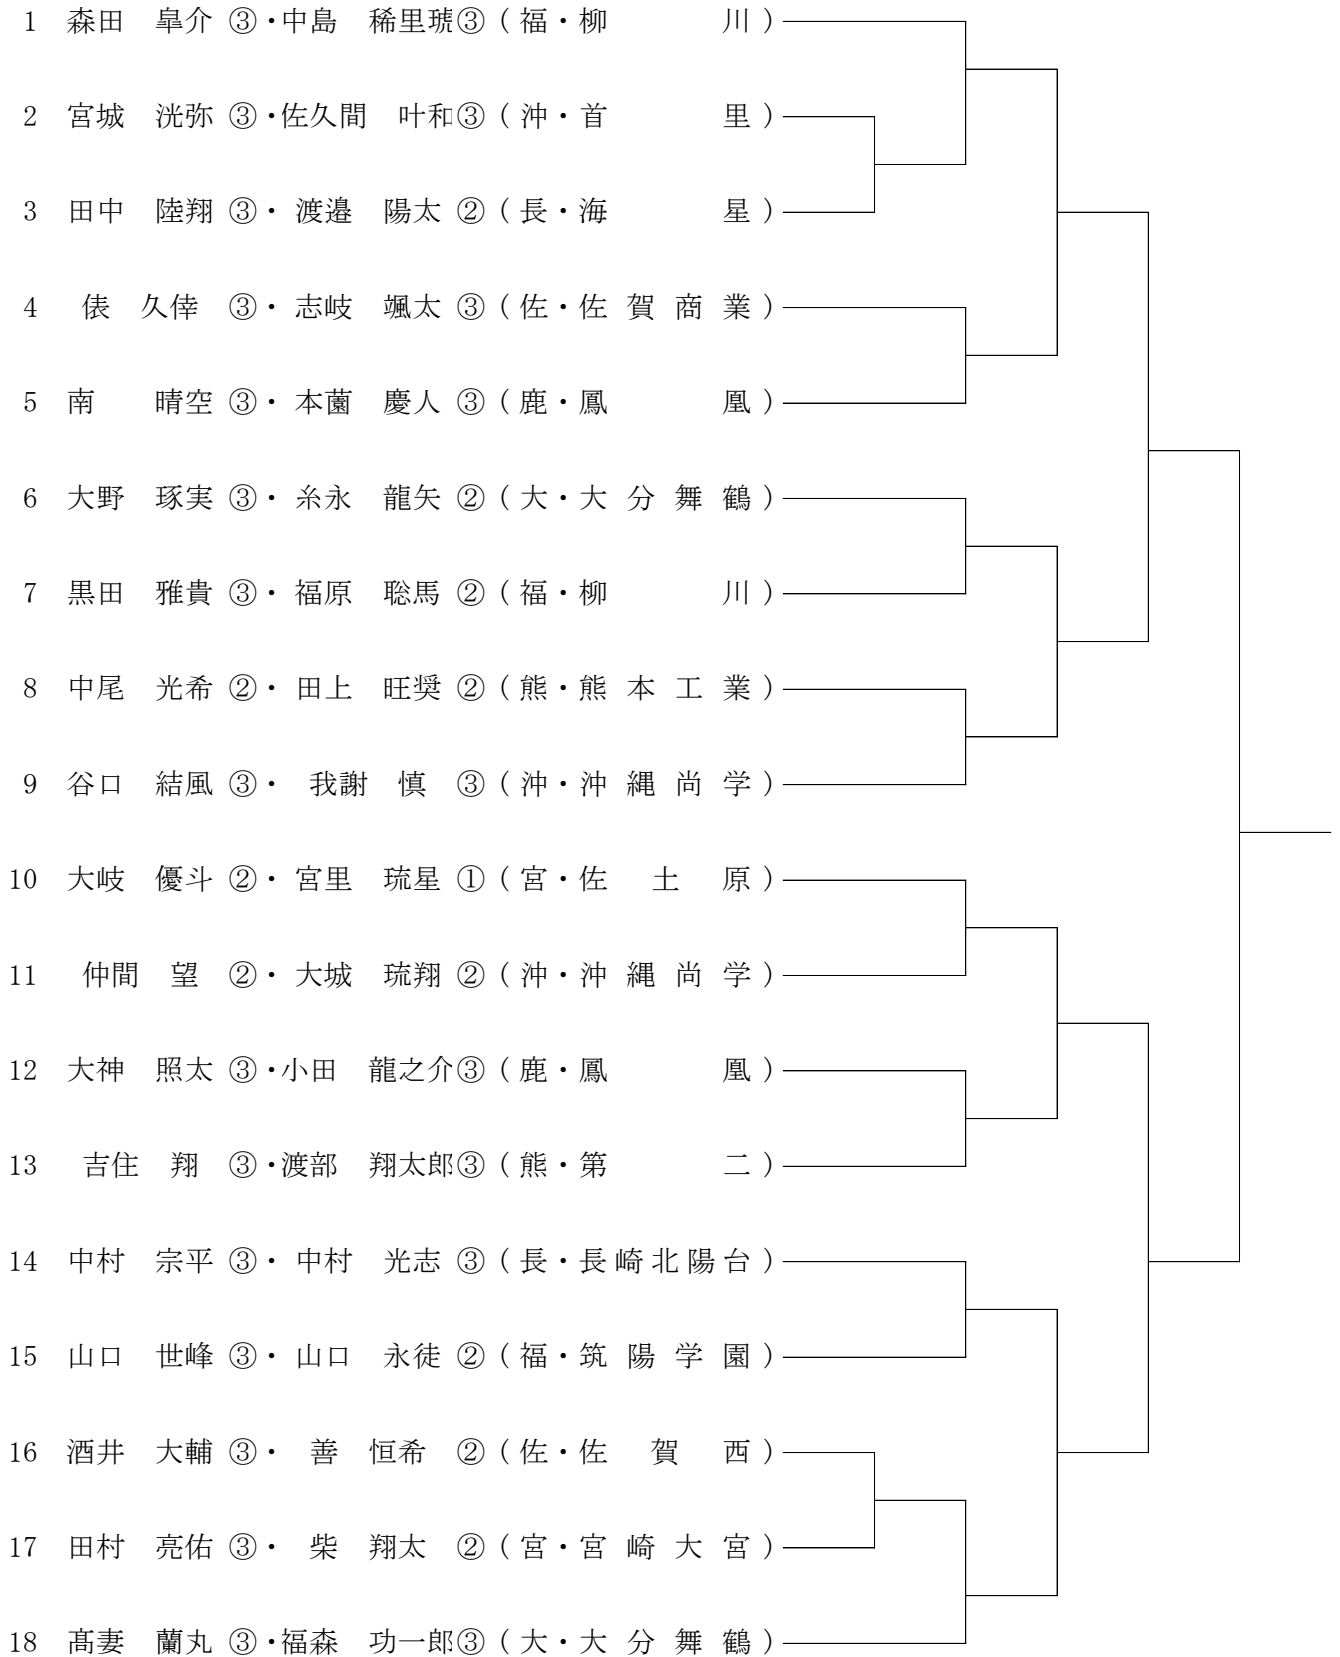 1 森田 皐介 ③・中島 稀里琥③(福・柳川)
2 宮城 洸弥 ③・佐久間 叶和③(沖・首里)
3 田中 陸翔 ③・渡邉 陽太 ②(長・海星)
4 俵 久倖 ③・志岐 颯太 ③(佐・佐賀商業)
5 南 晴空 ③・本薗 慶人 ③(鹿・鳳凰)
6 大野 琢実 ③・糸永 龍矢 ②(大・大分舞鶴)
7 黒田 雅貴 ③・福原 聡馬 ②(福・柳川)
8 中尾 光希 ②・田上 旺奨 ②(熊・熊本工業)
9 谷口 結風 ③・我謝 慎 ③(沖・沖縄尚学)
10 大岐 優斗 ②・宮里 琉星 ①(宮・佐土原)
11 仲間 望 ②・大城 琉翔 ②(沖・沖縄尚学)
12 大神 照太 ③・小田 龍之介③(鹿・鳳凰)
13 吉住 翔 ③・渡部 翔太郎③(熊・第二)
14 中村 宗平 ③・中村 光志 ③(長・長崎北陽台)
15 山口 世峰 ③・山口 永徒 ②(福・筑陽学園)
16 酒井 大輔 ③・善 恒希 ②(佐・佐賀西)
17 田村 亮佑 ③・柴 翔太 ②(宮・宮崎大宮)
18 髙妻 蘭丸 ③・福森 功一郎③(大・大分舞鶴)